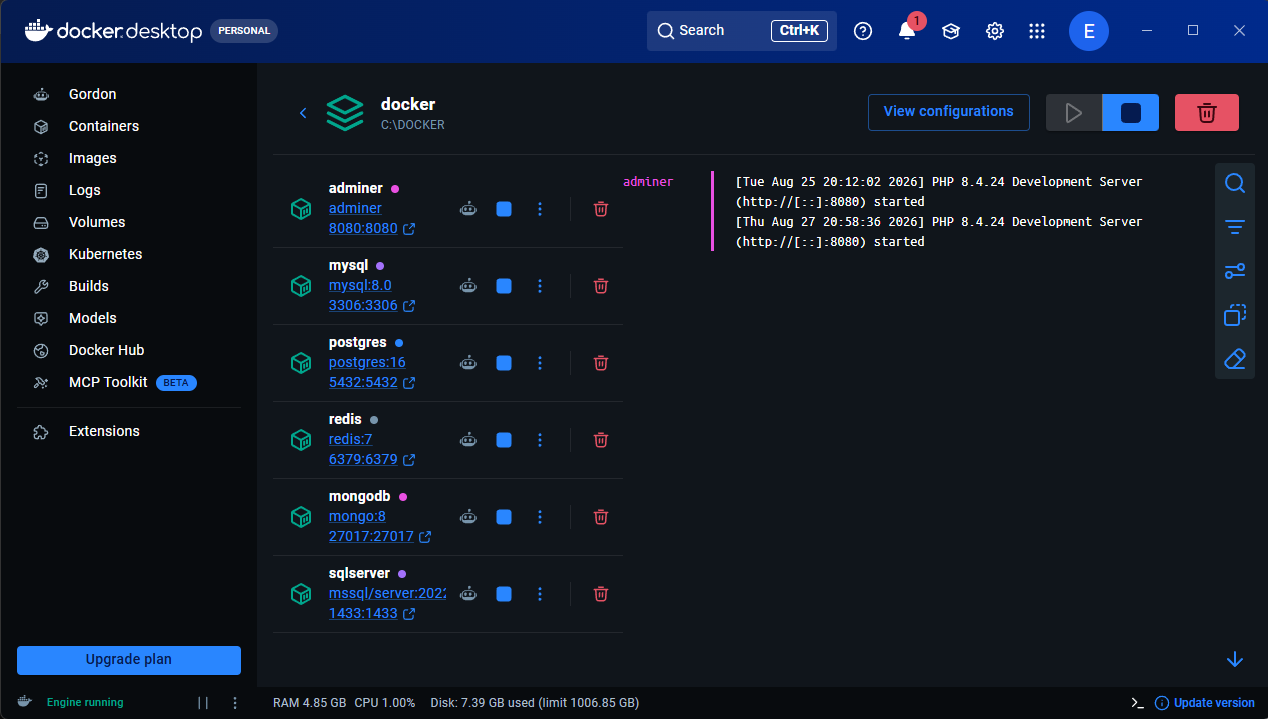 docker.desktop PERSONAL
Search Ctrl+K
1
E
Gordon
Containers
Images
Logs
Volumes
Kubernetes
Builds
Models
Docker Hub
MCP Toolkit BETA
Extensions
Upgrade plan
docker
C:\DOCKER
View configurations
adminer
adminer
8080:8080
mysql
mysql:8.0
3306:3306
postgres
postgres:16
5432:5432
redis
redis:7
6379:6379
mongodb
mongo:8
27017:27017
sqlserver
mssql/server:2022
1433:1433
adminer
[Tue Aug 25 20:12:02 2026] PHP 8.4.24 Development Server
(http://[::]:8080) started
[Thu Aug 27 20:58:36 2026] PHP 8.4.24 Development Server
(http://[::]:8080) started
Engine running
RAM 4.85 GB CPU 1.00% Disk: 7.39 GB used (limit 1006.85 GB)
Update version